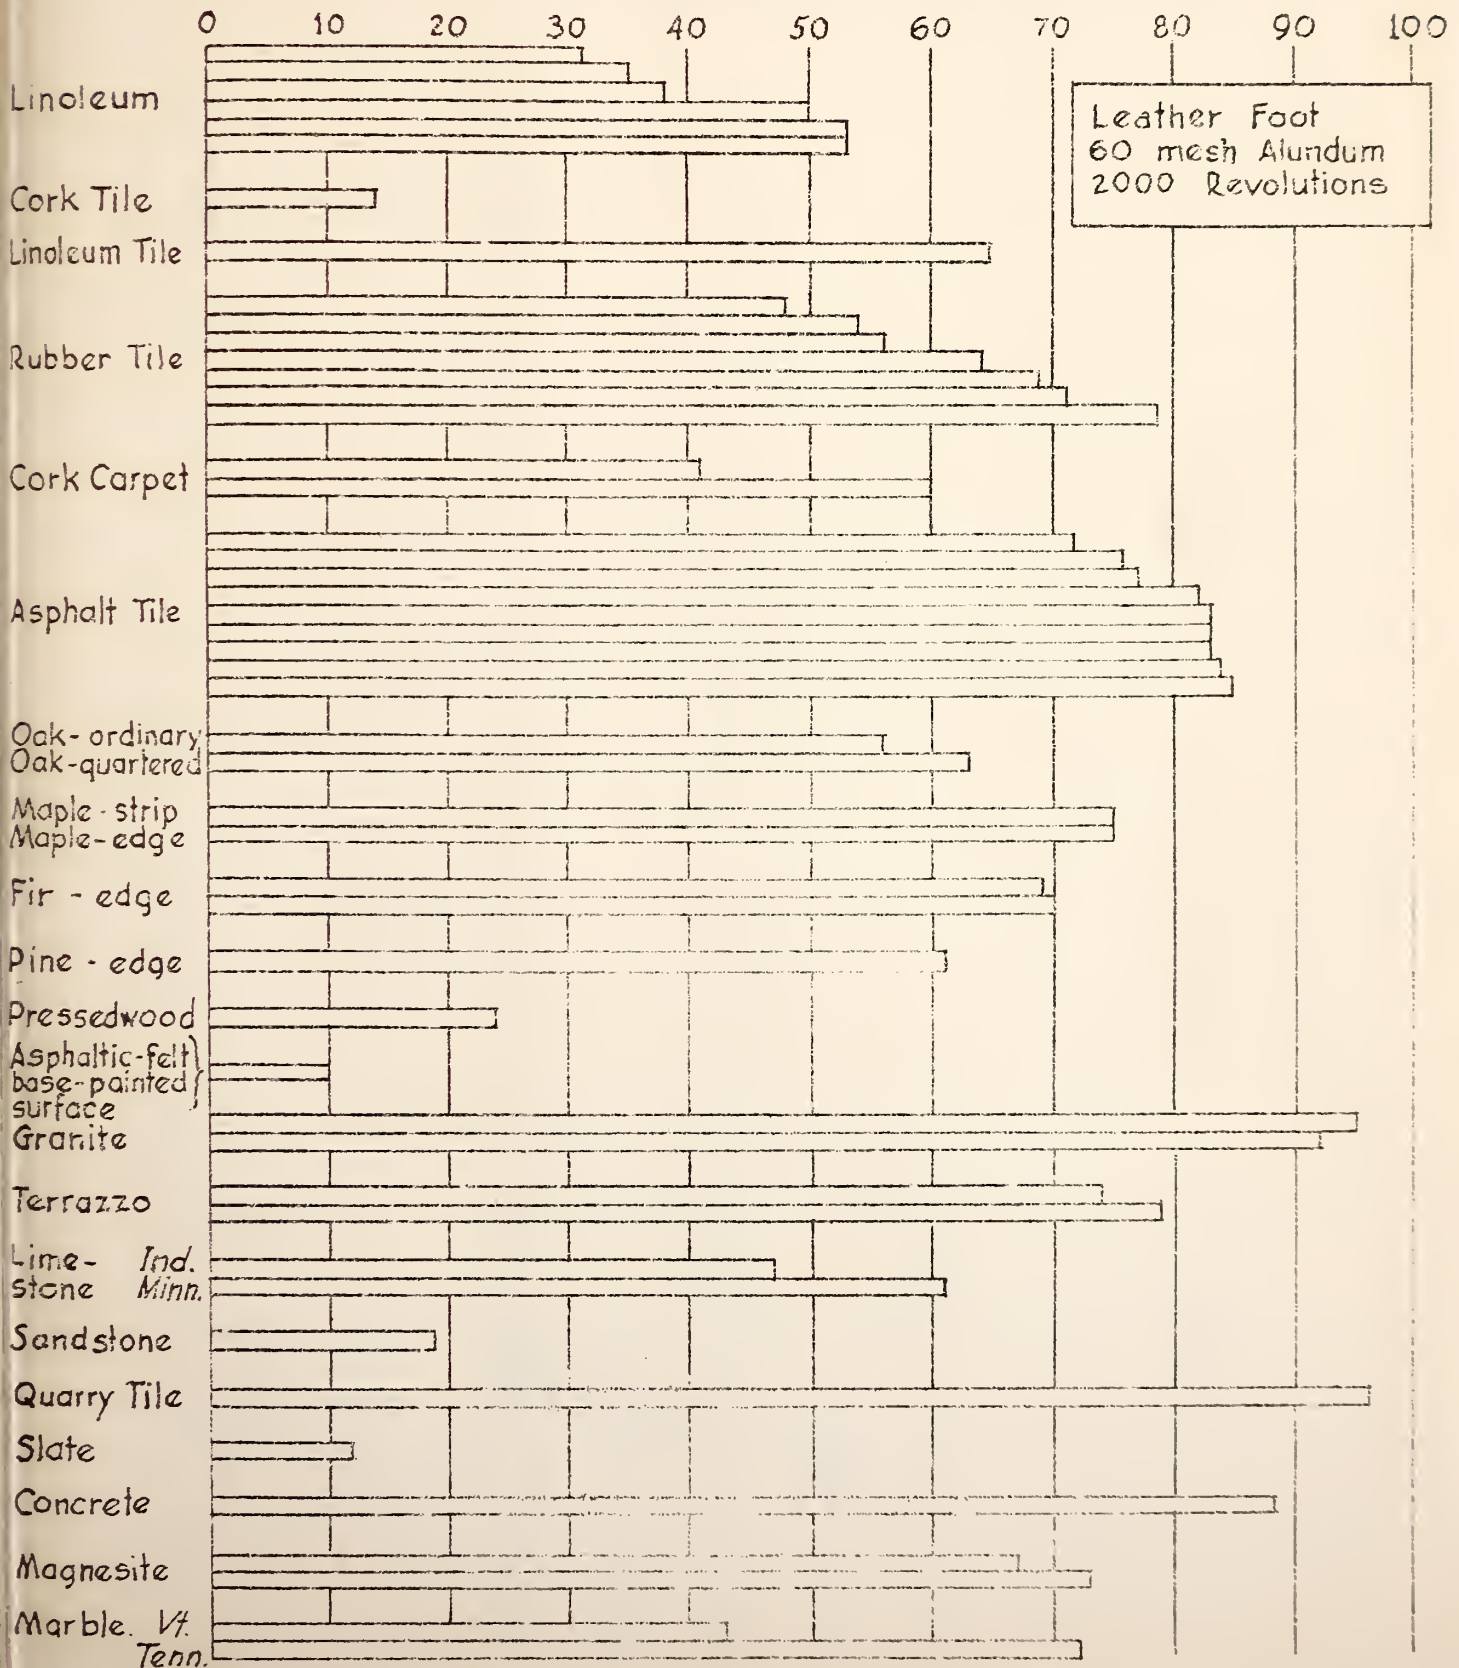 0 10 20 30 40 50 60 70 80 90 100
Linoleum
Leather Foot
60 mesh Alundum
2000 Revolutions
Cork Tile
Linoleum Tile
Rubber Tile
Cork Carpet
Asphalt Tile
Oak- ordinary
Oak-quartered
Maple - strip
Maple-edge
Fir - edge
Pine - edge
Pressedwood
Asphaltic-felt
base-painted
surface
Granite
Terrazzo
Lime- Ind.
stone Minn.
Sandstone
Quarry Tile
Slate
Concrete
Magnesite
Marble. Vt.
Tenn.